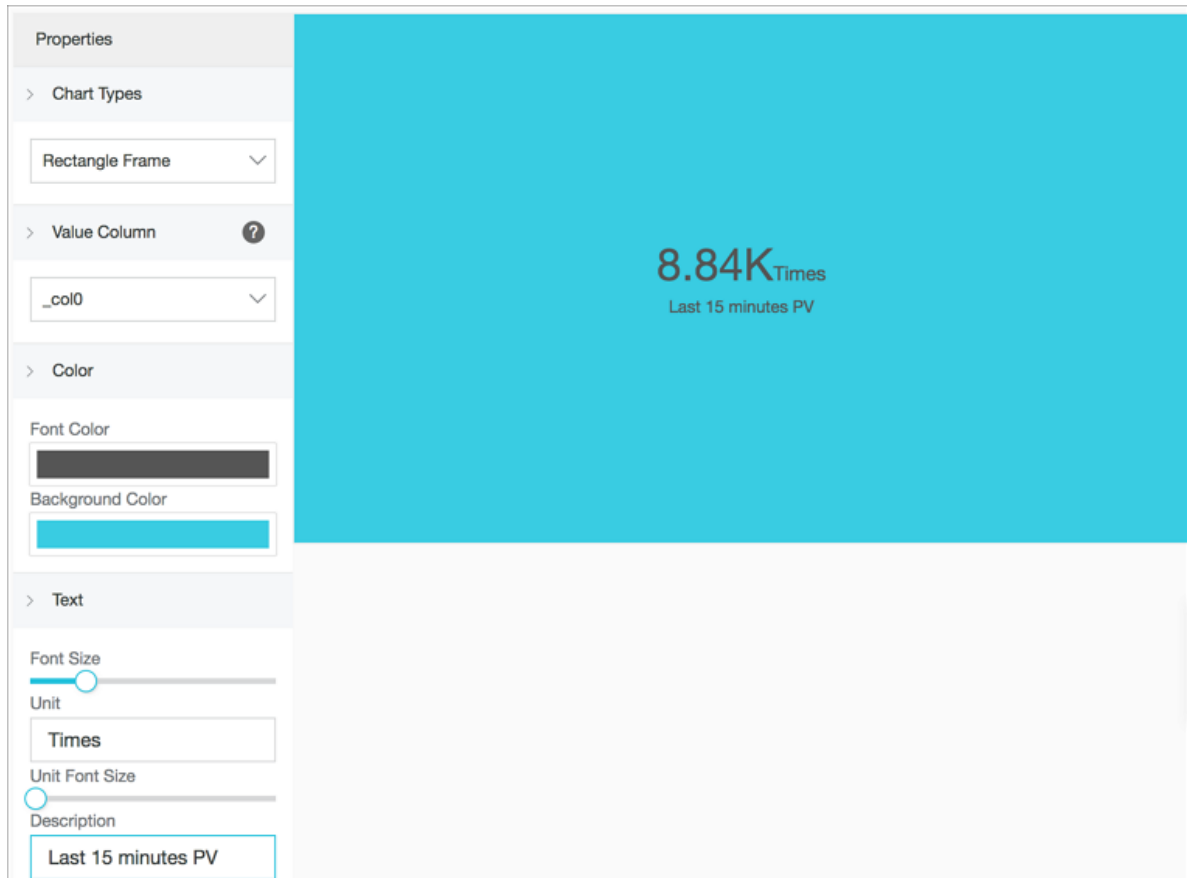 Properties
Chart Types
Rectangle Frame
Value Column ?
_col0
Color
Font Color
Background Color
Text
Font Size
Unit
Times
Unit Font Size
Description
Last 15 minutes PV
8.84KTimes
Last 15 minutes PV